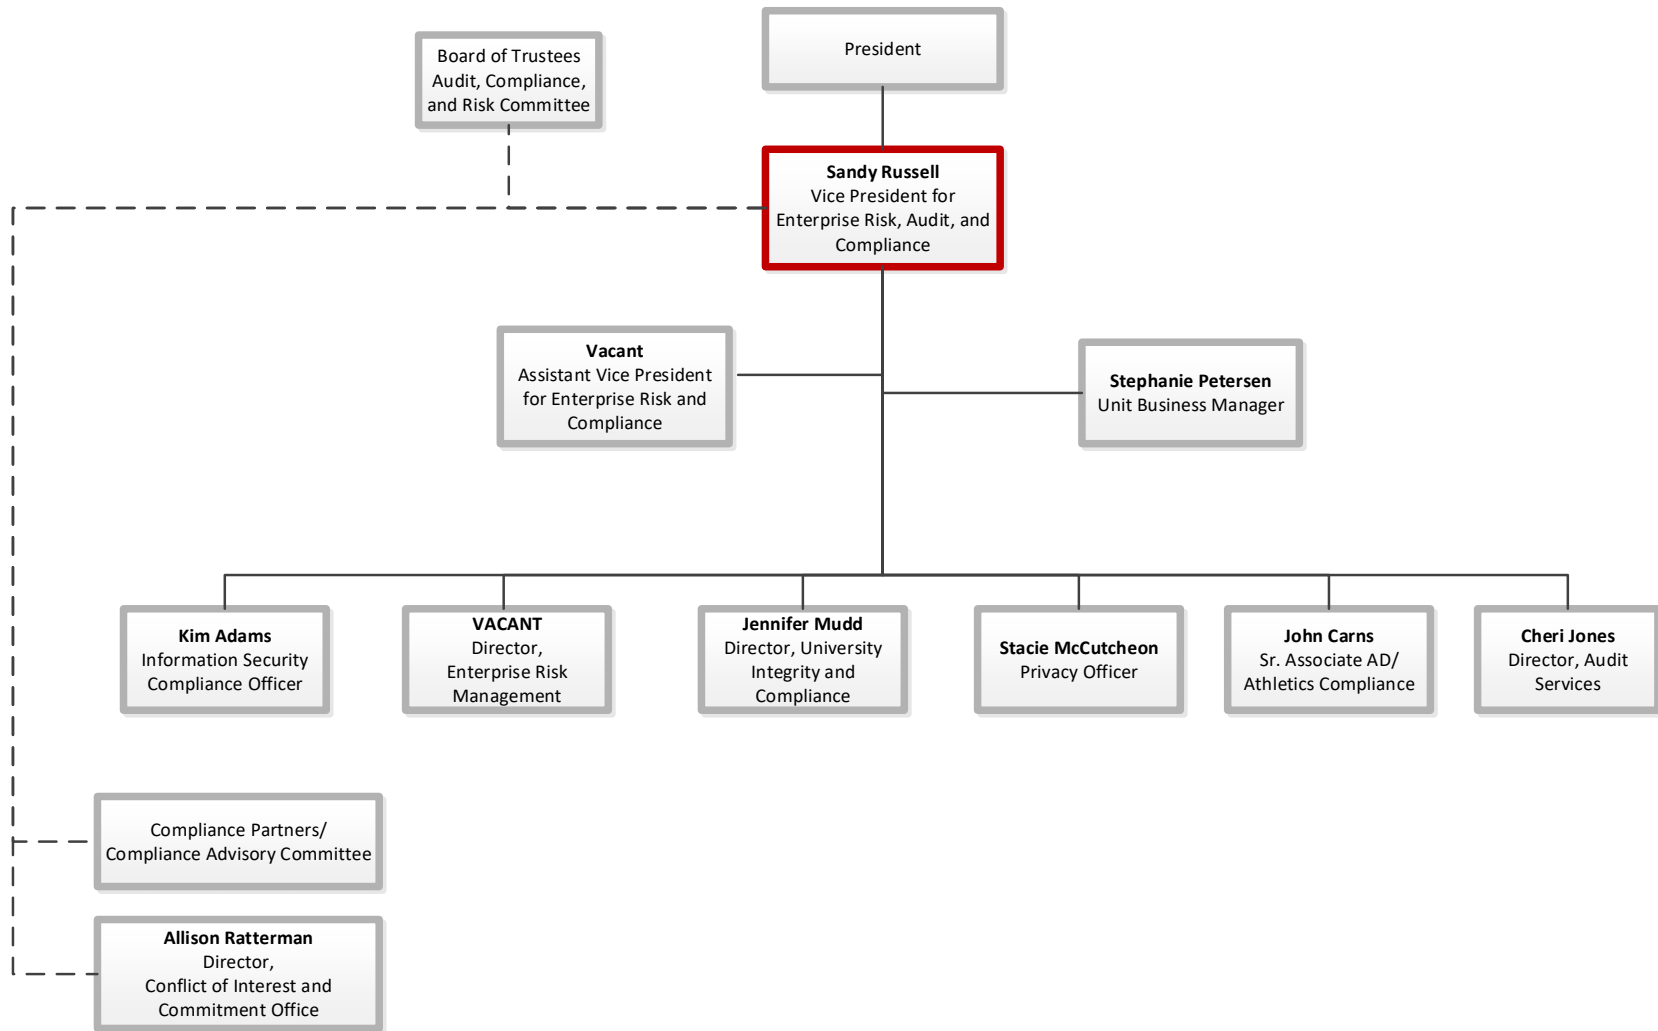 Board of Trustees
Audit, Compliance,
and Risk Committee
President
Sandy Russell
Vice President for
Enterprise Risk, Audit, and
Compliance
Vacant
Assistant Vice President
for Enterprise Risk and
Compliance
Stephanie Petersen
Unit Business Manager
Kim Adams
Information Security
Compliance Officer
VACANT
Director,
Enterprise Risk
Management
Jennifer Mudd
Director, University
Integrity and
Compliance
Stacie McCutcheon
Privacy Officer
John Carns
Sr. Associate AD/
Athletics Compliance
Cheri Jones
Director, Audit
Services
Compliance Partners/
Compliance Advisory Committee
Allison Ratterman
Director,
Conflict of Interest and
Commitment Office